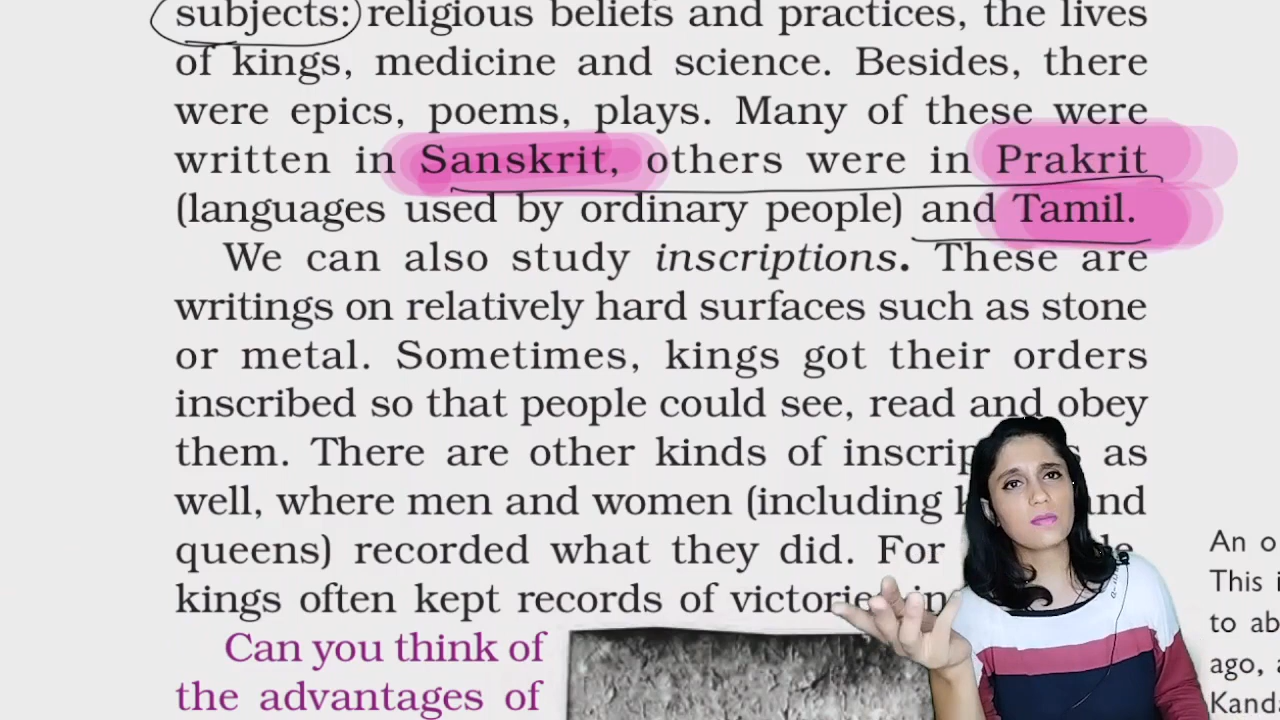 subjects: religious beliefs and practices, the lives
of kings, medicine and science. Besides, there
were epics, poems, plays. Many of these were
written in Sanskrit, others were in Prakrit
(languages used by ordinary people) and Tamil.
We can also study inscriptions. These are
writings on relatively hard surfaces such as stone
or metal. Sometimes, kings got their orders
inscribed so that people could see, read and obey
them. There are other kinds of as
well, where men and women (including and
queens) recorded what they did. For
kings often kept records of
Can you think of
the advantages of
An o
This i
to ab
ago, a
Kanda